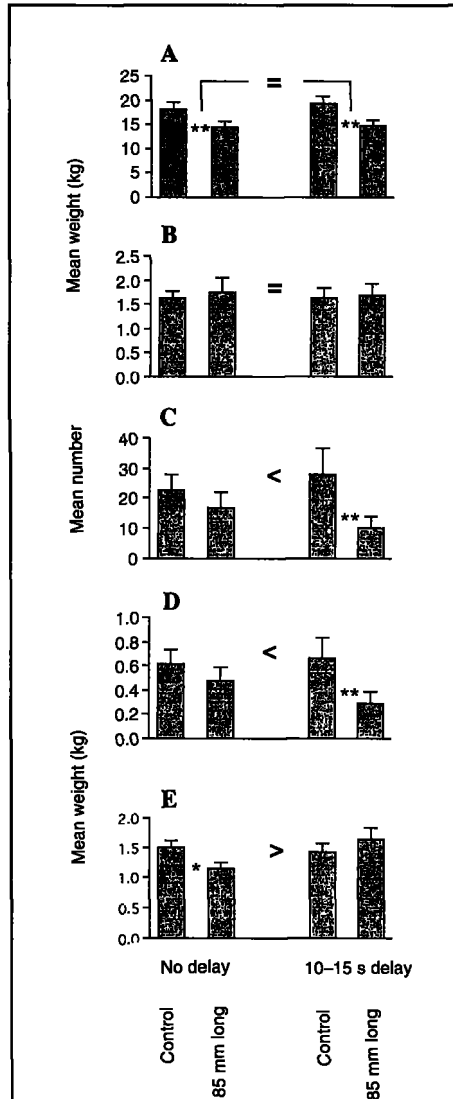 A
Mean weight (kg)
25
20
15
10
5
0
=
**
**
B
2.5
2.0
1.5
1.0
0.5
0.0
=
C
Mean number
40
30
20
10
0
<
**
D
Mean weight (kg)
1.0
0.8
0.6
0.4
0.2
0.0
<
**
E
2.0
1.5
1.0
0.5
0.0
*
>
No delay
10–15 s delay
Control
85 mm long
Control
85 mm long